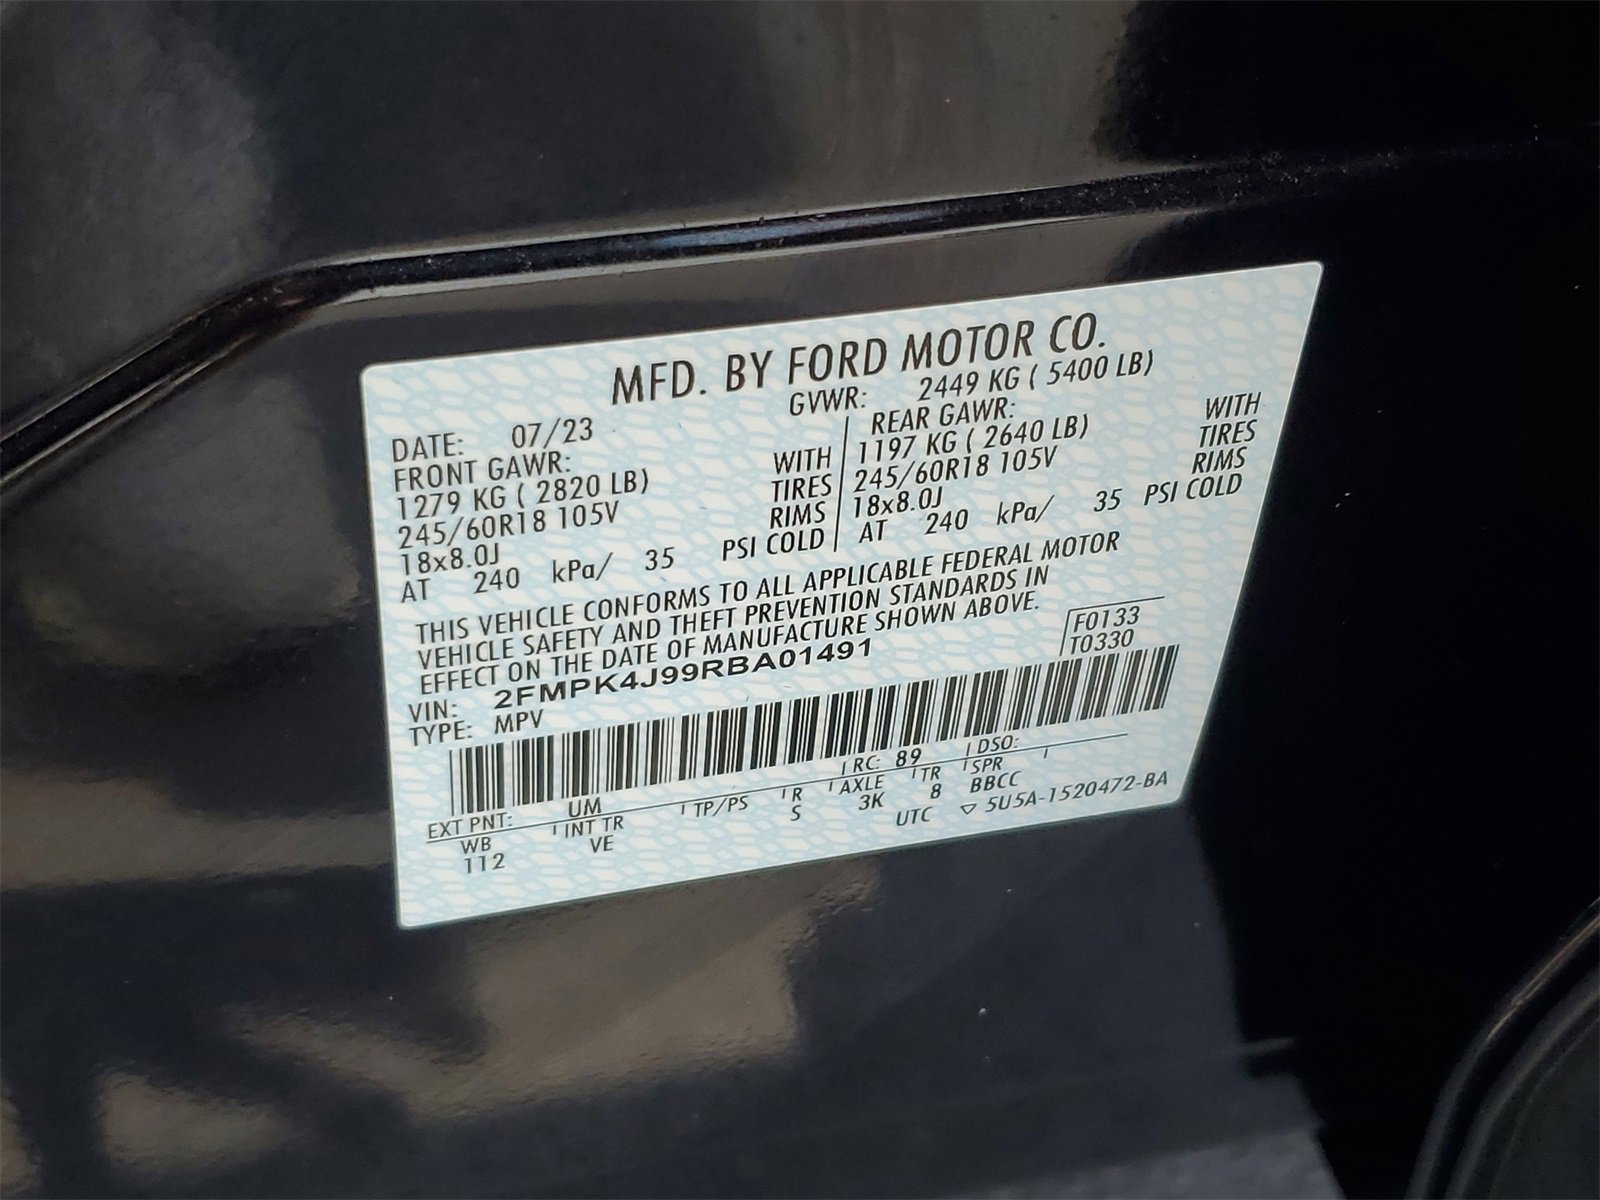 MFD. BY FORD MOTOR CO.
DATE: 07/23 GVWR: 2449 KG ( 5400 LB)
FRONT GAWR: REAR GAWR:
1279 KG ( 2820 LB) WITH 1197 KG ( 2640 LB) WITH
245/60R18 105V TIRES 245/60R18 105V TIRES
18x8.0J RIMS 18x8.0J RIMS
AT 240 kPa/ 35 PSI COLD AT 240 kPa/ 35 PSI COLD
THIS VEHICLE CONFORMS TO ALL APPLICABLE FEDERAL MOTOR
VEHICLE SAFETY AND THEFT PREVENTION STANDARDS IN
EFFECT ON THE DATE OF MANUFACTURE SHOWN ABOVE.
F0133
T0330
VIN: 2FMPK4J99RBA01491
TYPE: MPV
EXT PNT: UM RC: 89 DSO:
WB INT TR TP/PS R AXLE TR SPR
112 VE S 3K 8 BBCC
UTC ▽ 5U5A-1520472-BA